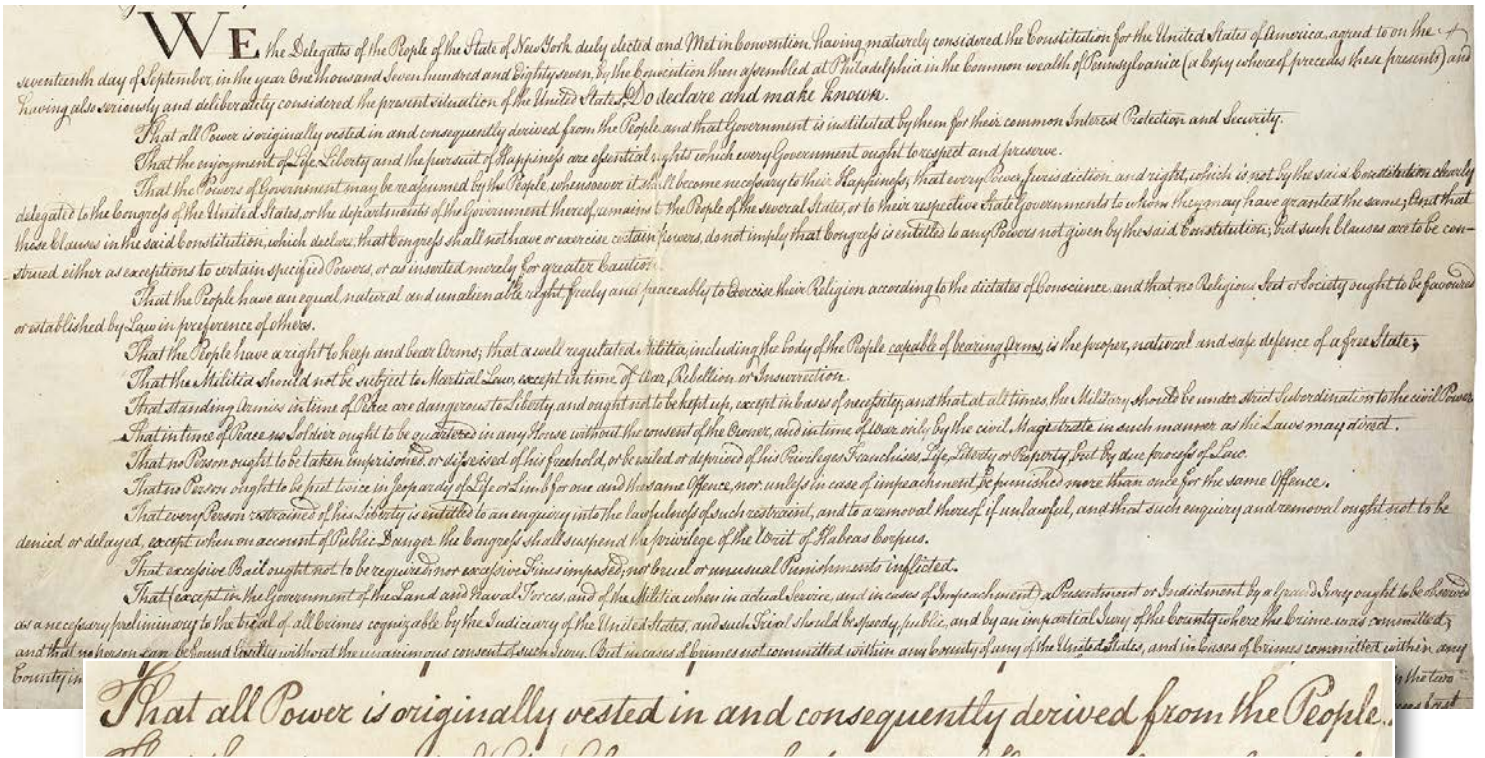 WE the Delegates of the People of the State of New York duly elected and Met in Convention, having maturely considered the Constitution for the United States of America, agreed to on the
seventeenth day of September, in the year One thousand Seven hundred and Eighty seven, by the Convention then assembled at Philadelphia in the Common wealth of Pennsylvania (a Copy whereof precedes these presents) and
having also seriously and deliberately considered the present situation of the United States, Do declare and make known.
That all Power is originally vested in and consequently derived from the People, and that Government is instituted by them for their common Interest Protection and Security.
That the enjoyment of Life, Liberty and the pursuit of Happiness are essential rights which every Government ought to respect and preserve.
That the Powers of Government may be reassumed by the People, whensoever it shall become necessary to their Happiness; that every Power, Jurisdiction and right, which is not by the said Constitution clearly
delegated to the Congress of the United States, or the departments of the Government thereof, remains to the People of the several States, or to their respective State Governments to whom they may have granted the same; And that
those Clauses in the said Constitution, which declare, that Congress shall not have or exercise certain Powers, do not imply that Congress is entitled to any Powers not given by the said Constitution; but such Clauses are to be con-
strued either as exceptions to certain specified Powers, or as inserted merely for greater Caution.
That the People have an equal, natural and unalienable right, freely and peaceably to Exercise their Religion according to the dictates of Conscience, and that no Religious Sect or Society ought to be favoured
or established by Law in preference of others.
That the People have a right to keep and bear Arms; that a well regulated Militia, including the body of the People capable of bearing Arms, is the proper, natural and safe defence of a free State;
That the Militia should not be subject to Martial Law, except in time of War, Rebellion or Insurrection.
That standing Armies in time of Peace are dangerous to Liberty, and ought not to be kept up, except in Cases of necessity; and that at all times, the Military should be under strict Subordination to the civil Power.
That in time of Peace no Soldier ought to be quartered in any House without the consent of the Owner, and in time of War only by the civil Magistrate in such manner as the Laws may direct.
That no Person ought to be taken imprisoned, or disseised of his freehold, or be exiled or deprived of his Privileges, Franchises, Life, Liberty or Property, but by due process of Law.
That no Person ought to be put twice in Jeopardy of Life or Limb for one and the same Offence, nor, unless in case of impeachment, be punished more than once for the same Offence.
That every Person restrained of his Liberty is entitled to an enquiry into the lawfulness of such restraint, and to a removal thereof if unlawful, and that such enquiry and removal ought not to be
denied or delayed, except when on account of Public Danger the Congress shall suspend the privilege of the Writ of Habeas Corpus.
That excessive Bail ought not to be required; nor excessive Fines imposed; nor Cruel or unusual Punishments inflicted.
That (except in the Government of the Land and Naval Forces, and of the Militia when in actual Service, and in cases of Impeachment) a Presentment or Indictment by a Grand Jury ought to be observed
as a necessary preliminary to the trial of all Crimes cognizable by the Judiciary of the United States, and such Trial should be speedy, public, and by an impartial Jury of the County where the Crime was committed;
and that no person can be found Guilty without the unanimous consent of such Jury. But in cases of Crimes not committed within any County of any of the United States, and in Cases of Crimes committed within any
County in the two
That all Power is originally vested in and consequently derived from the People.